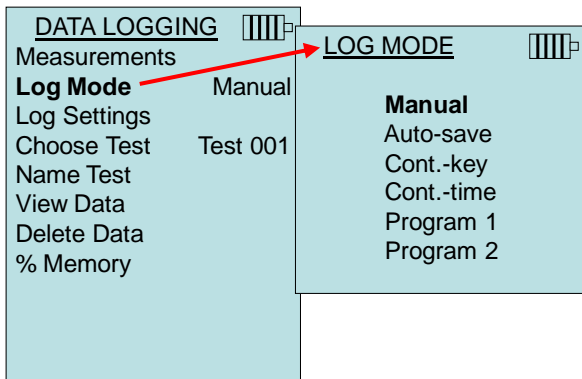 DATA LOGGING
Measurements
Log Mode Manual
Log Settings
Choose Test Test 001
Name Test
View Data
Delete Data
% Memory
LOG MODE
Manual
Auto-save
Cont.-key
Cont.-time
Program 1
Program 2